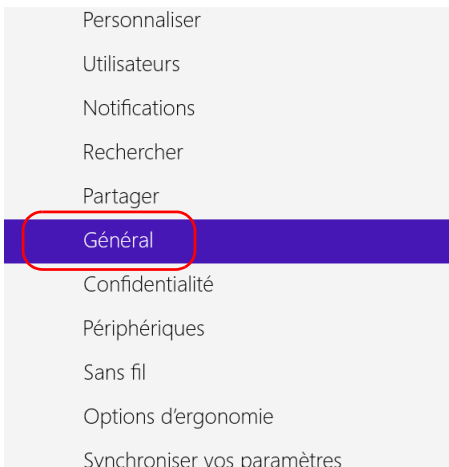 Personnaliser
Utilisateurs
Notifications
Rechercher
Partager
Général
Confidentialité
Périphériques
Sans fil
Options d'ergonomie
Synchroniser vos paramètres